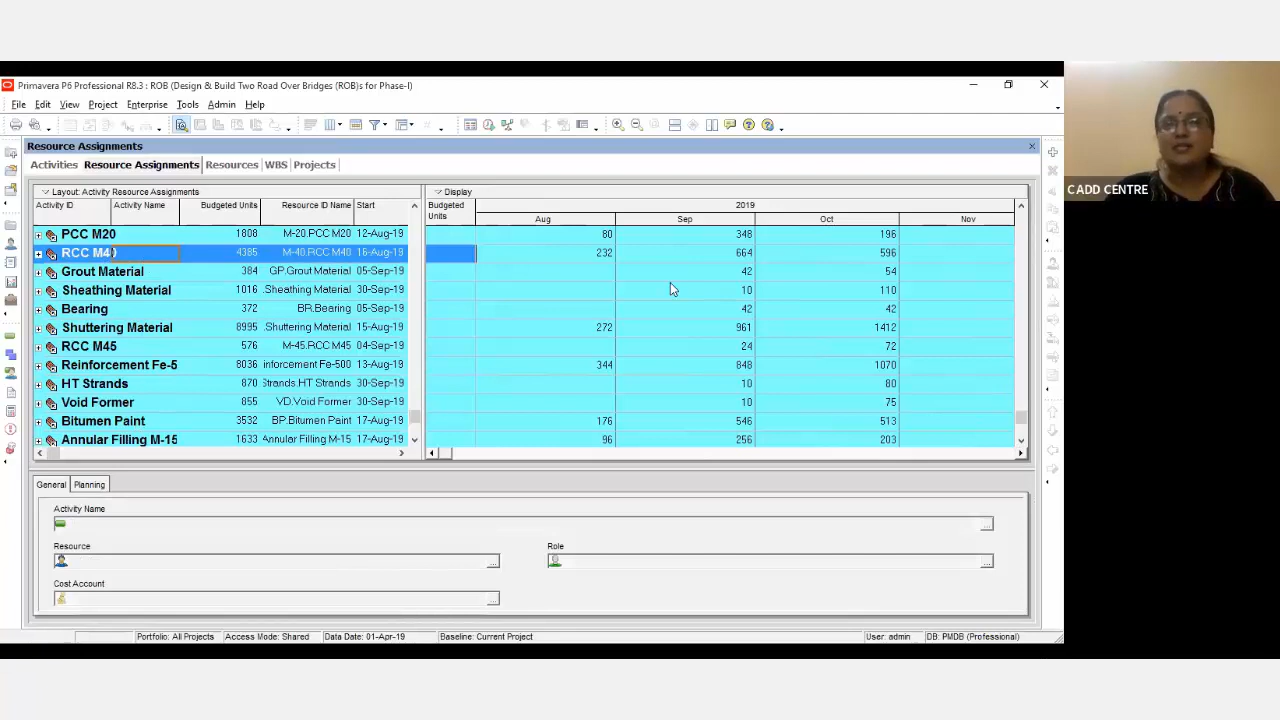 Primavera P6 Professional R8.3 : ROB (Design & Build Two Road Over Bridges (ROB)s for Phase-I)
File Edit View Project Enterprise Tools Admin Help
Resource Assignments
Activities Resource Assignments Resources WBS Projects
Layout: Activity Resource Assignments Display
Activity ID Activity Name Budgeted Units Resource ID Name Start Budgeted Units 2019
Aug Sep Oct Nov
PCC M20 1808 M-20.PCC M20 12-Aug-19 80 348 196
RCC M40 4385 M-40.RCC M40 16-Aug-19 232 664 596
Grout Material 384 GP.Grout Material 05-Sep-19 42 54
Sheathing Material 1016 .Sheathing Material 30-Sep-19 10 110
Bearing 372 BR.Bearing 05-Sep-19 42 42
Shuttering Material 8995 .Shuttering Material 15-Aug-19 272 961 1412
RCC M45 576 M-45.RCC M45 04-Sep-19 24 72
Reinforcement Fe-5 8036 inforcement Fe-500 3-Aug-19 344 848 1070
HT Strands 870 Strands.HT Strands 30-Sep-19 10 80
Void Former 855 VD.Void Former 30-Sep-19 10 75
Bitumen Paint 3532 BP.Bitumen Paint 17-Aug-19 176 546 513
Annular Filling M-15 1633 Annular Filling M-15 17-Aug-19 96 256 203
General Planning
Activity Name
Resource Role
Cost Account
Portfolio: All Projects Access Mode: Shared Data Date: 01-Apr-19 Baseline: Current Project User: admin DB: PMDB (Professional)
CADD CENTRE